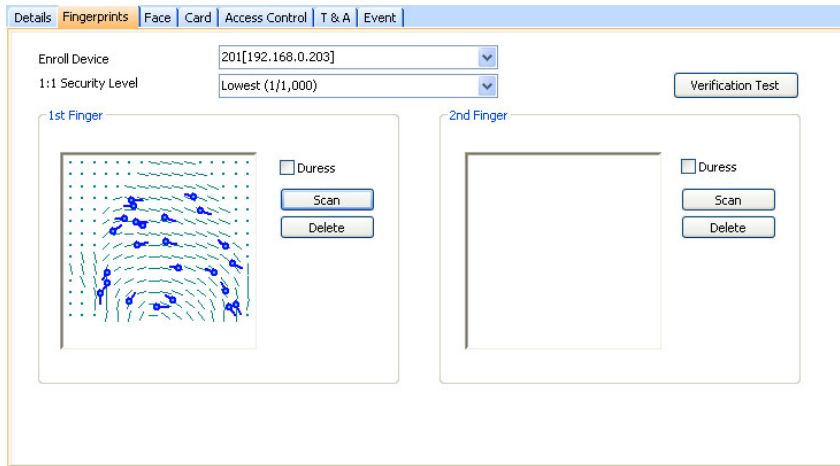 Details Fingerprints Face Card Access Control T & A Event
Enroll Device 201[192.168.0.203]
1:1 Security Level Lowest (1/1,000) Verification Test
1st Finger 2nd Finger
Duress Duress
Scan Scan
Delete Delete